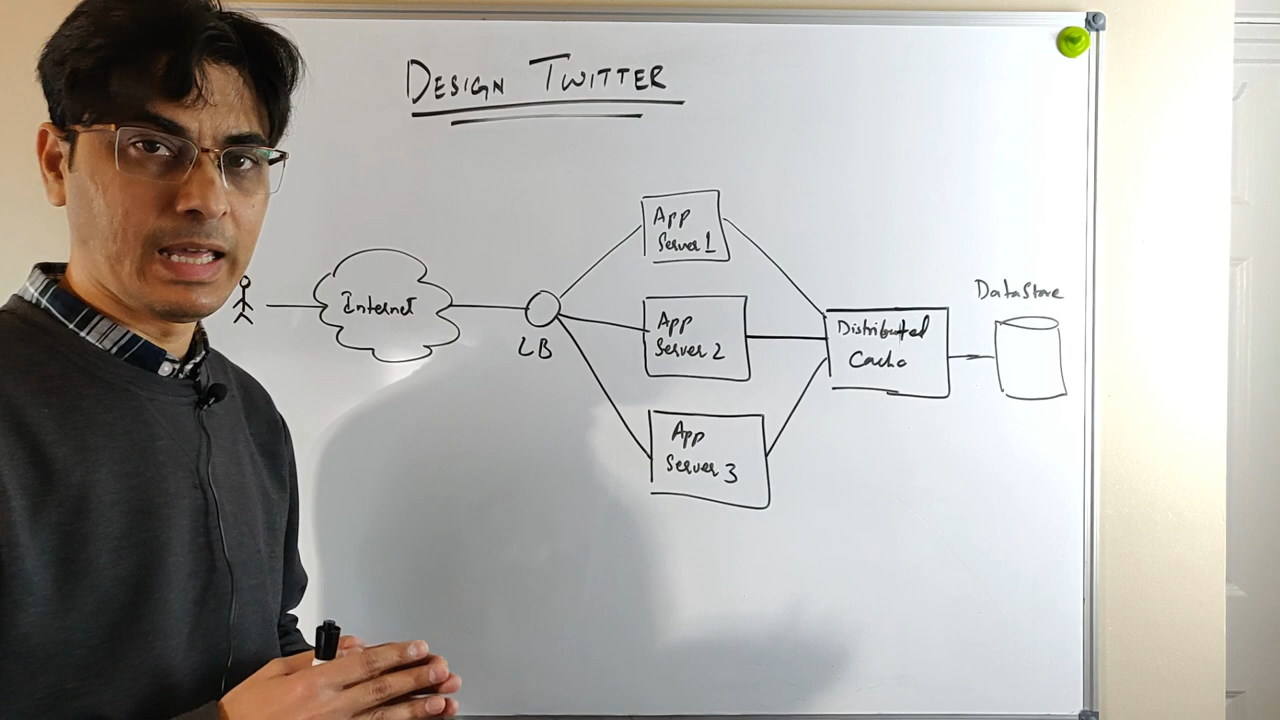 DESIGN TWITTER
App
Server 1
Internet
LB
App
Server 2
App
Server 3
Distributed
Cache
DataStore